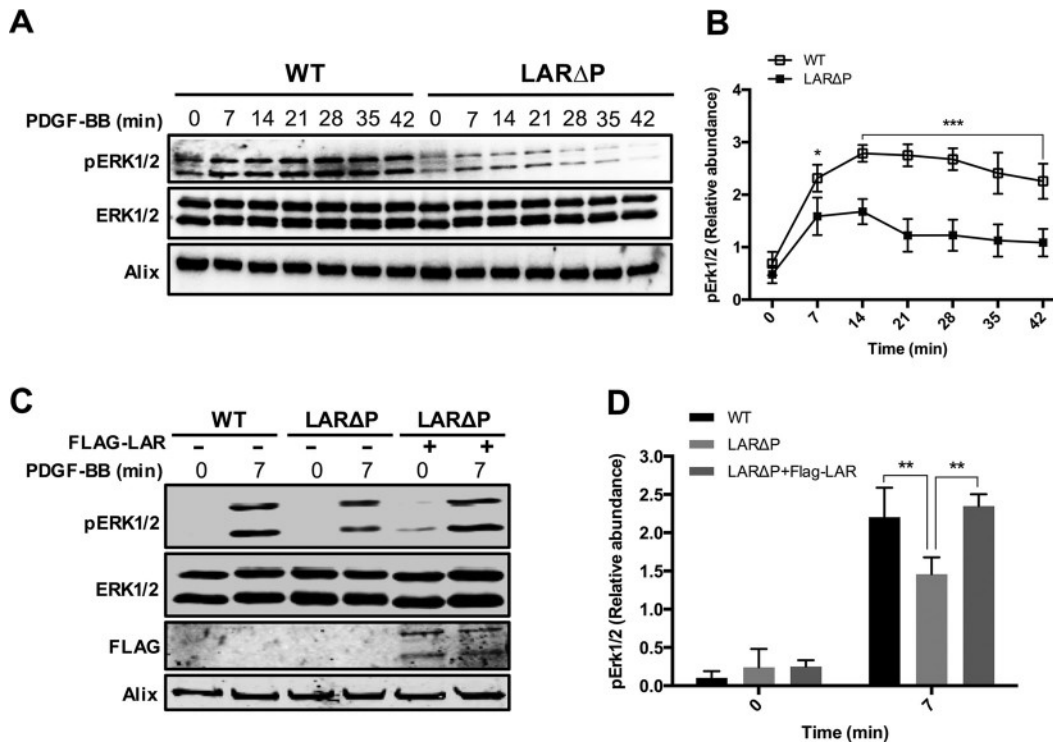 A
WT LARΔP
PDGF-BB (min) 0 7 14 21 28 35 42 0 7 14 21 28 35 42
pERK1/2
ERK1/2
Alix
B
WT
LARΔP
pErk1/2 (Relative abundance)
4
3
2
1
0
* ***
0 7 14 21 28 35 42
Time (min)
C
WT LARΔP LARΔP
FLAG-LAR - - - - + +
PDGF-BB (min) 0 7 0 7 0 7
pERK1/2
ERK1/2
FLAG
Alix
D
WT
LARΔP
LARΔP+Flag-LAR
pErk1/2 (Relative abundance)
3.0
2.5
2.0
1.5
1.0
0.5
0.0
** **
0 7
Time (min)